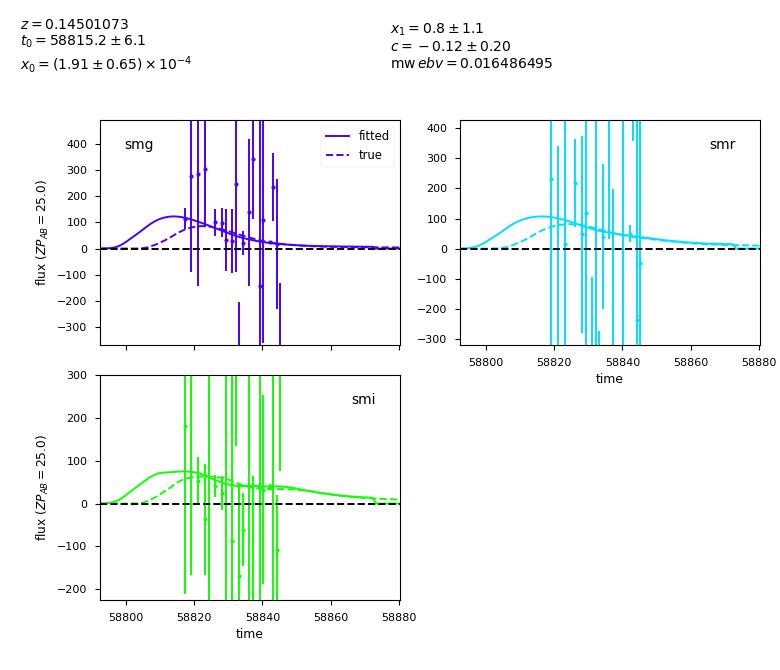 z = 0.14501073
t₀ = 58815.2 ± 6.1
x₀ = (1.91 ± 0.65) × 10⁻⁴
x₁ = 0.8 ± 1.1
c = −0.12 ± 0.20
mw ebv = 0.016486495
smg
fitted
true
400
300
200
100
0
−100
−200
−300
flux (ZP_AB = 25.0)
smr
400
300
200
100
0
−100
−200
−300
58800 58820 58840 58860 58880
time
smi
300
200
100
0
−100
−200
flux (ZP_AB = 25.0)
58800 58820 58840 58860 58880
time